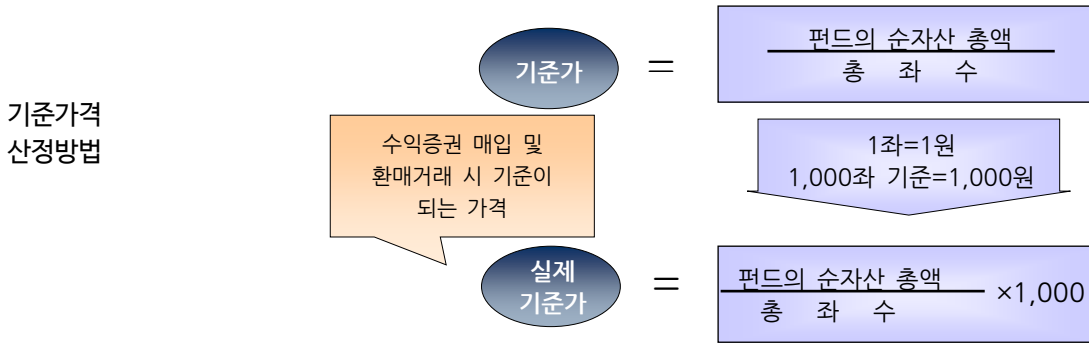 기준가격
산정방법
기준가
=
펀드의 순자산 총액
총 좌 수
수익증권 매입 및
환매거래 시 기준이
되는 가격
1좌=1원
1,000좌 기준=1,000원
실제
기준가
=
펀드의 순자산 총액
총 좌 수
×1,000